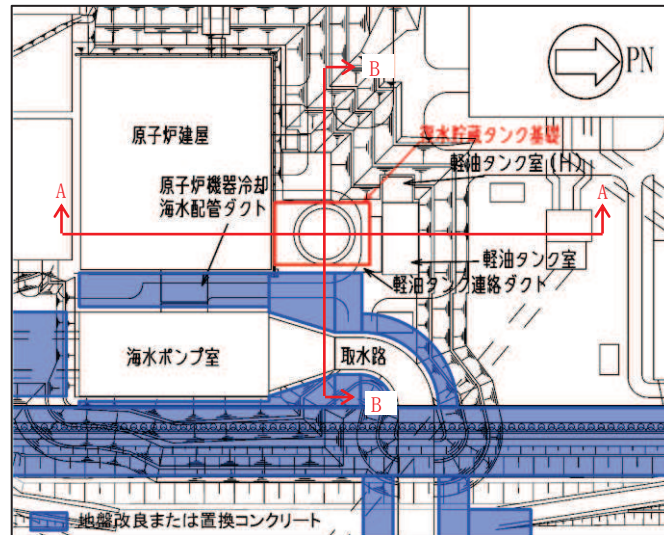 B
PN
原子炉建屋
復水貯蔵タンク基礎
軽油タンク室(H)
原子炉機器冷却
海水配管ダクト
A
A
軽油タンク室
軽油タンク連絡ダクト
海水ポンプ室
取水路
B
地盤改良または置換コンクリート